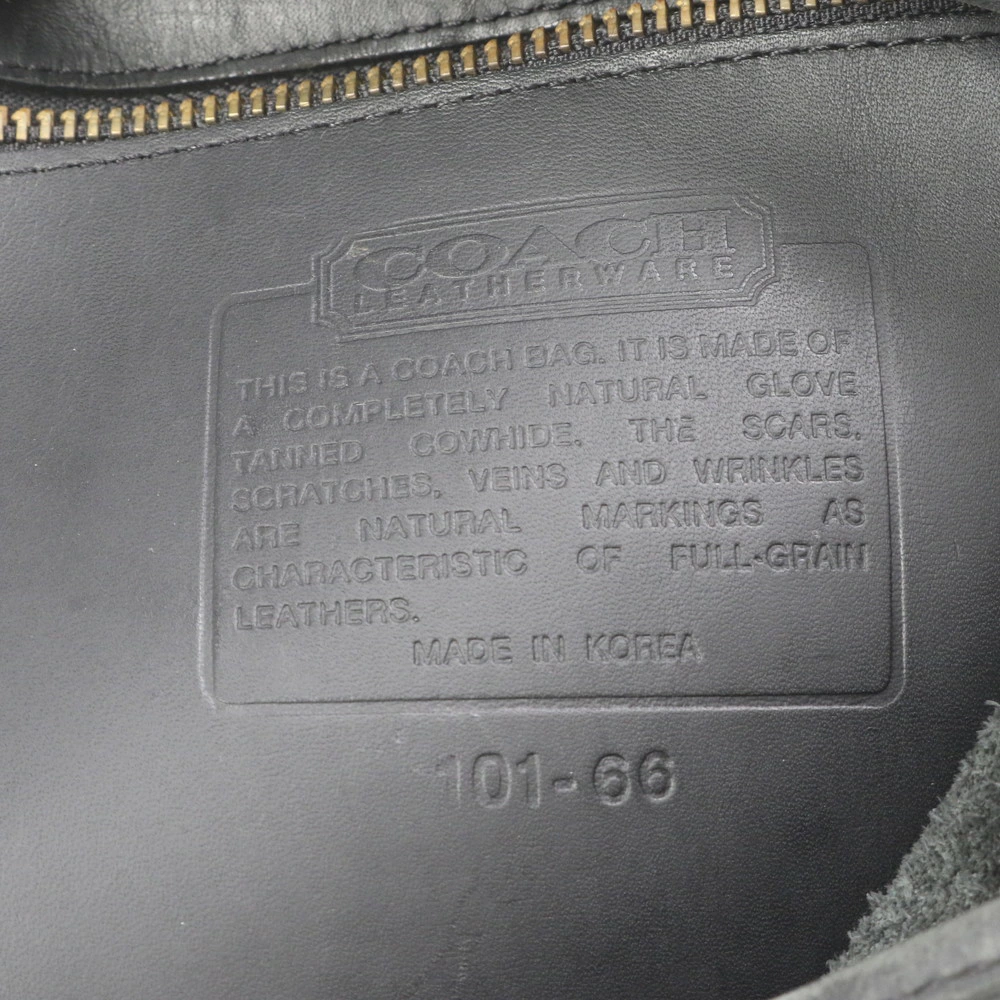 COACH
LEATHERWARE
THIS IS A COACH BAG. IT IS MADE OF
A COMPLETELY NATURAL GLOVE
TANNED COWHIDE. THE SCARS,
SCRATCHES, VEINS AND WRINKLES
ARE NATURAL MARKINGS AS
CHARACTERISTIC OF FULL-GRAIN
LEATHERS.
MADE IN KOREA
101-66